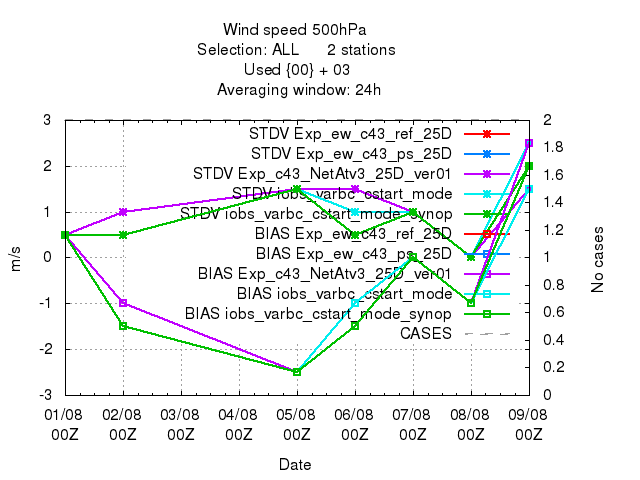 Wind speed 500hPa
Selection: ALL 2 stations
Used {00} + 03
Averaging window: 24h
3
2
1
0
-1
-2
-3
m/s
STDV Exp_ew_c43_ref_25D
STDV Exp_ew_c43_ps_25D
STDV Exp_c43_NetAtv3_25D_ver01
STDV iobs_varbc_cstart_mode
STDV iobs_varbc_cstart_mode_synop
BIAS Exp_ew_c43_ref_25D
BIAS Exp_ew_c43_ps_25D
BIAS Exp_c43_NetAtv3_25D_ver01
BIAS iobs_varbc_cstart_mode
BIAS iobs_varbc_cstart_mode_synop
CASES
2
1.8
1.6
1.4
1.2
1
0.8
0.6
0.4
0.2
0
No cases
01/08 02/08 03/08 04/08 05/08 06/08 07/08 08/08 09/08
00Z 00Z 00Z 00Z 00Z 00Z 00Z 00Z 00Z
Date